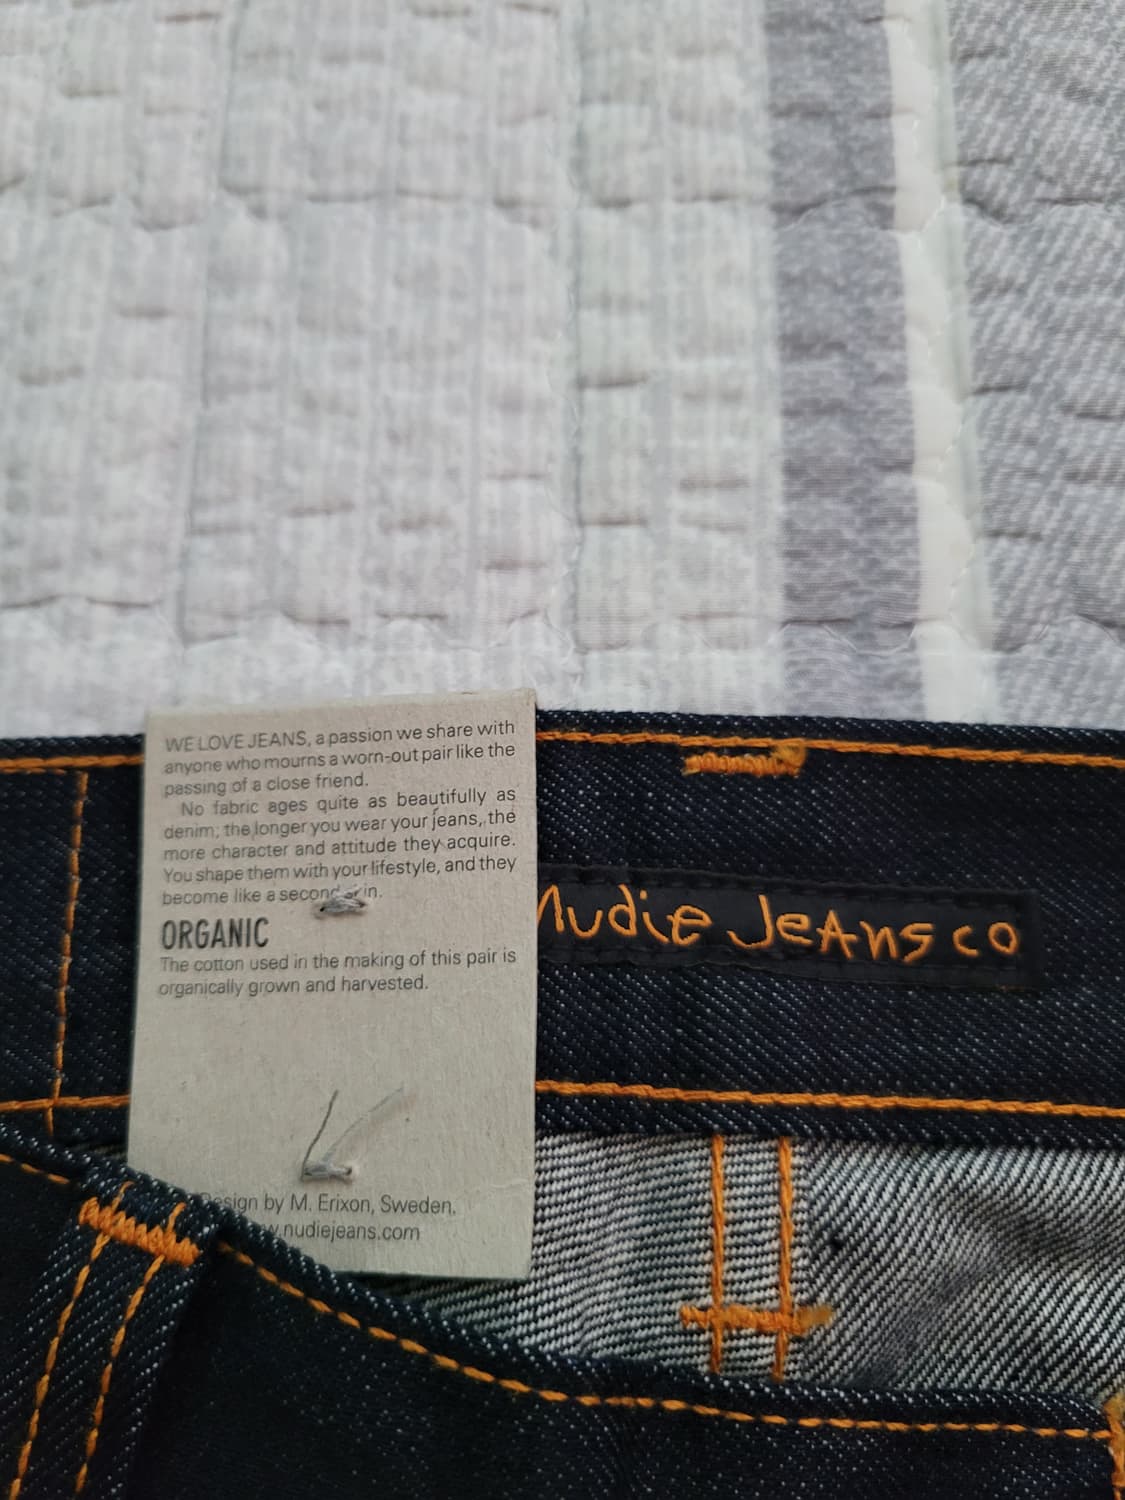 WE LOVE JEANS, a passion we share with
anyone who mourns a worn-out pair like the
passing of a close friend.
No fabric ages quite as beautifully as
denim; the longer you wear your jeans, the
more character and attitude they acquire.
You shape them with your lifestyle, and they
become like a second
ORGANIC
The cotton used in the making of this pair is
organically grown and harvested.
Design by M. Erixon, Sweden.
www.nudiejeans.com
Nudie Jeans co